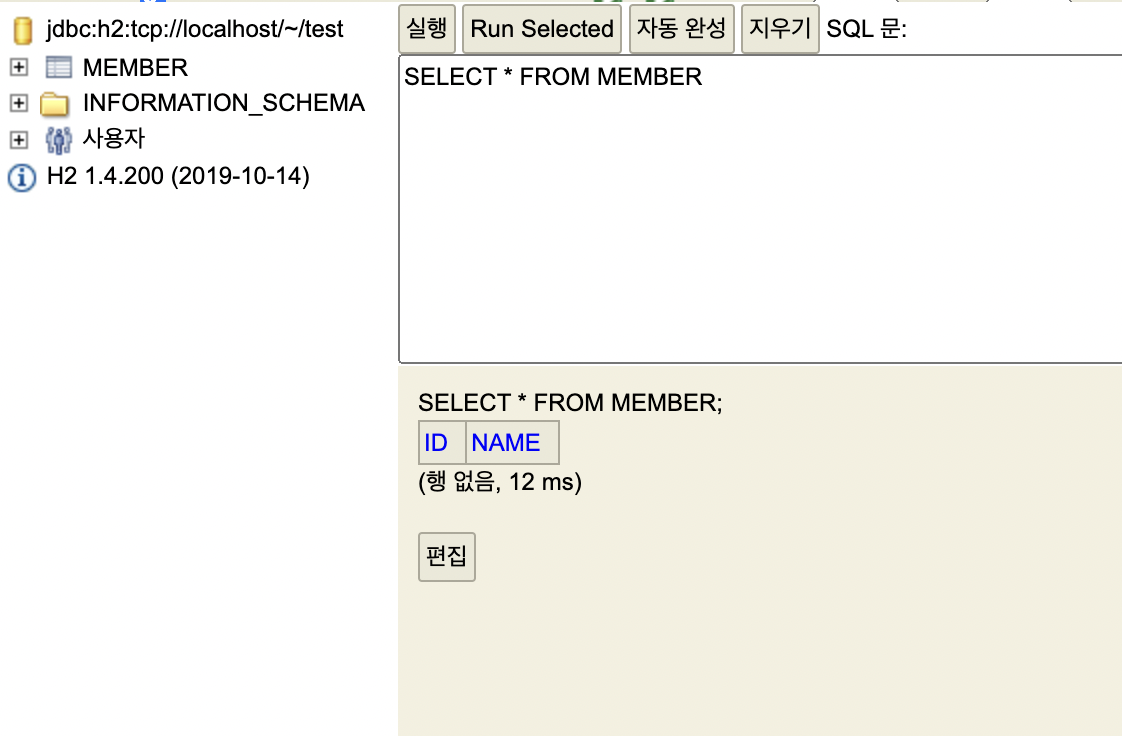 jdbc:h2:tcp://localhost/~/test
MEMBER
INFORMATION_SCHEMA
사용자
H2 1.4.200 (2019-10-14)
실행 Run Selected 자동 완성 지우기 SQL 문:
SELECT * FROM MEMBER
SELECT * FROM MEMBER;
ID NAME
(행 없음, 12 ms)
편집